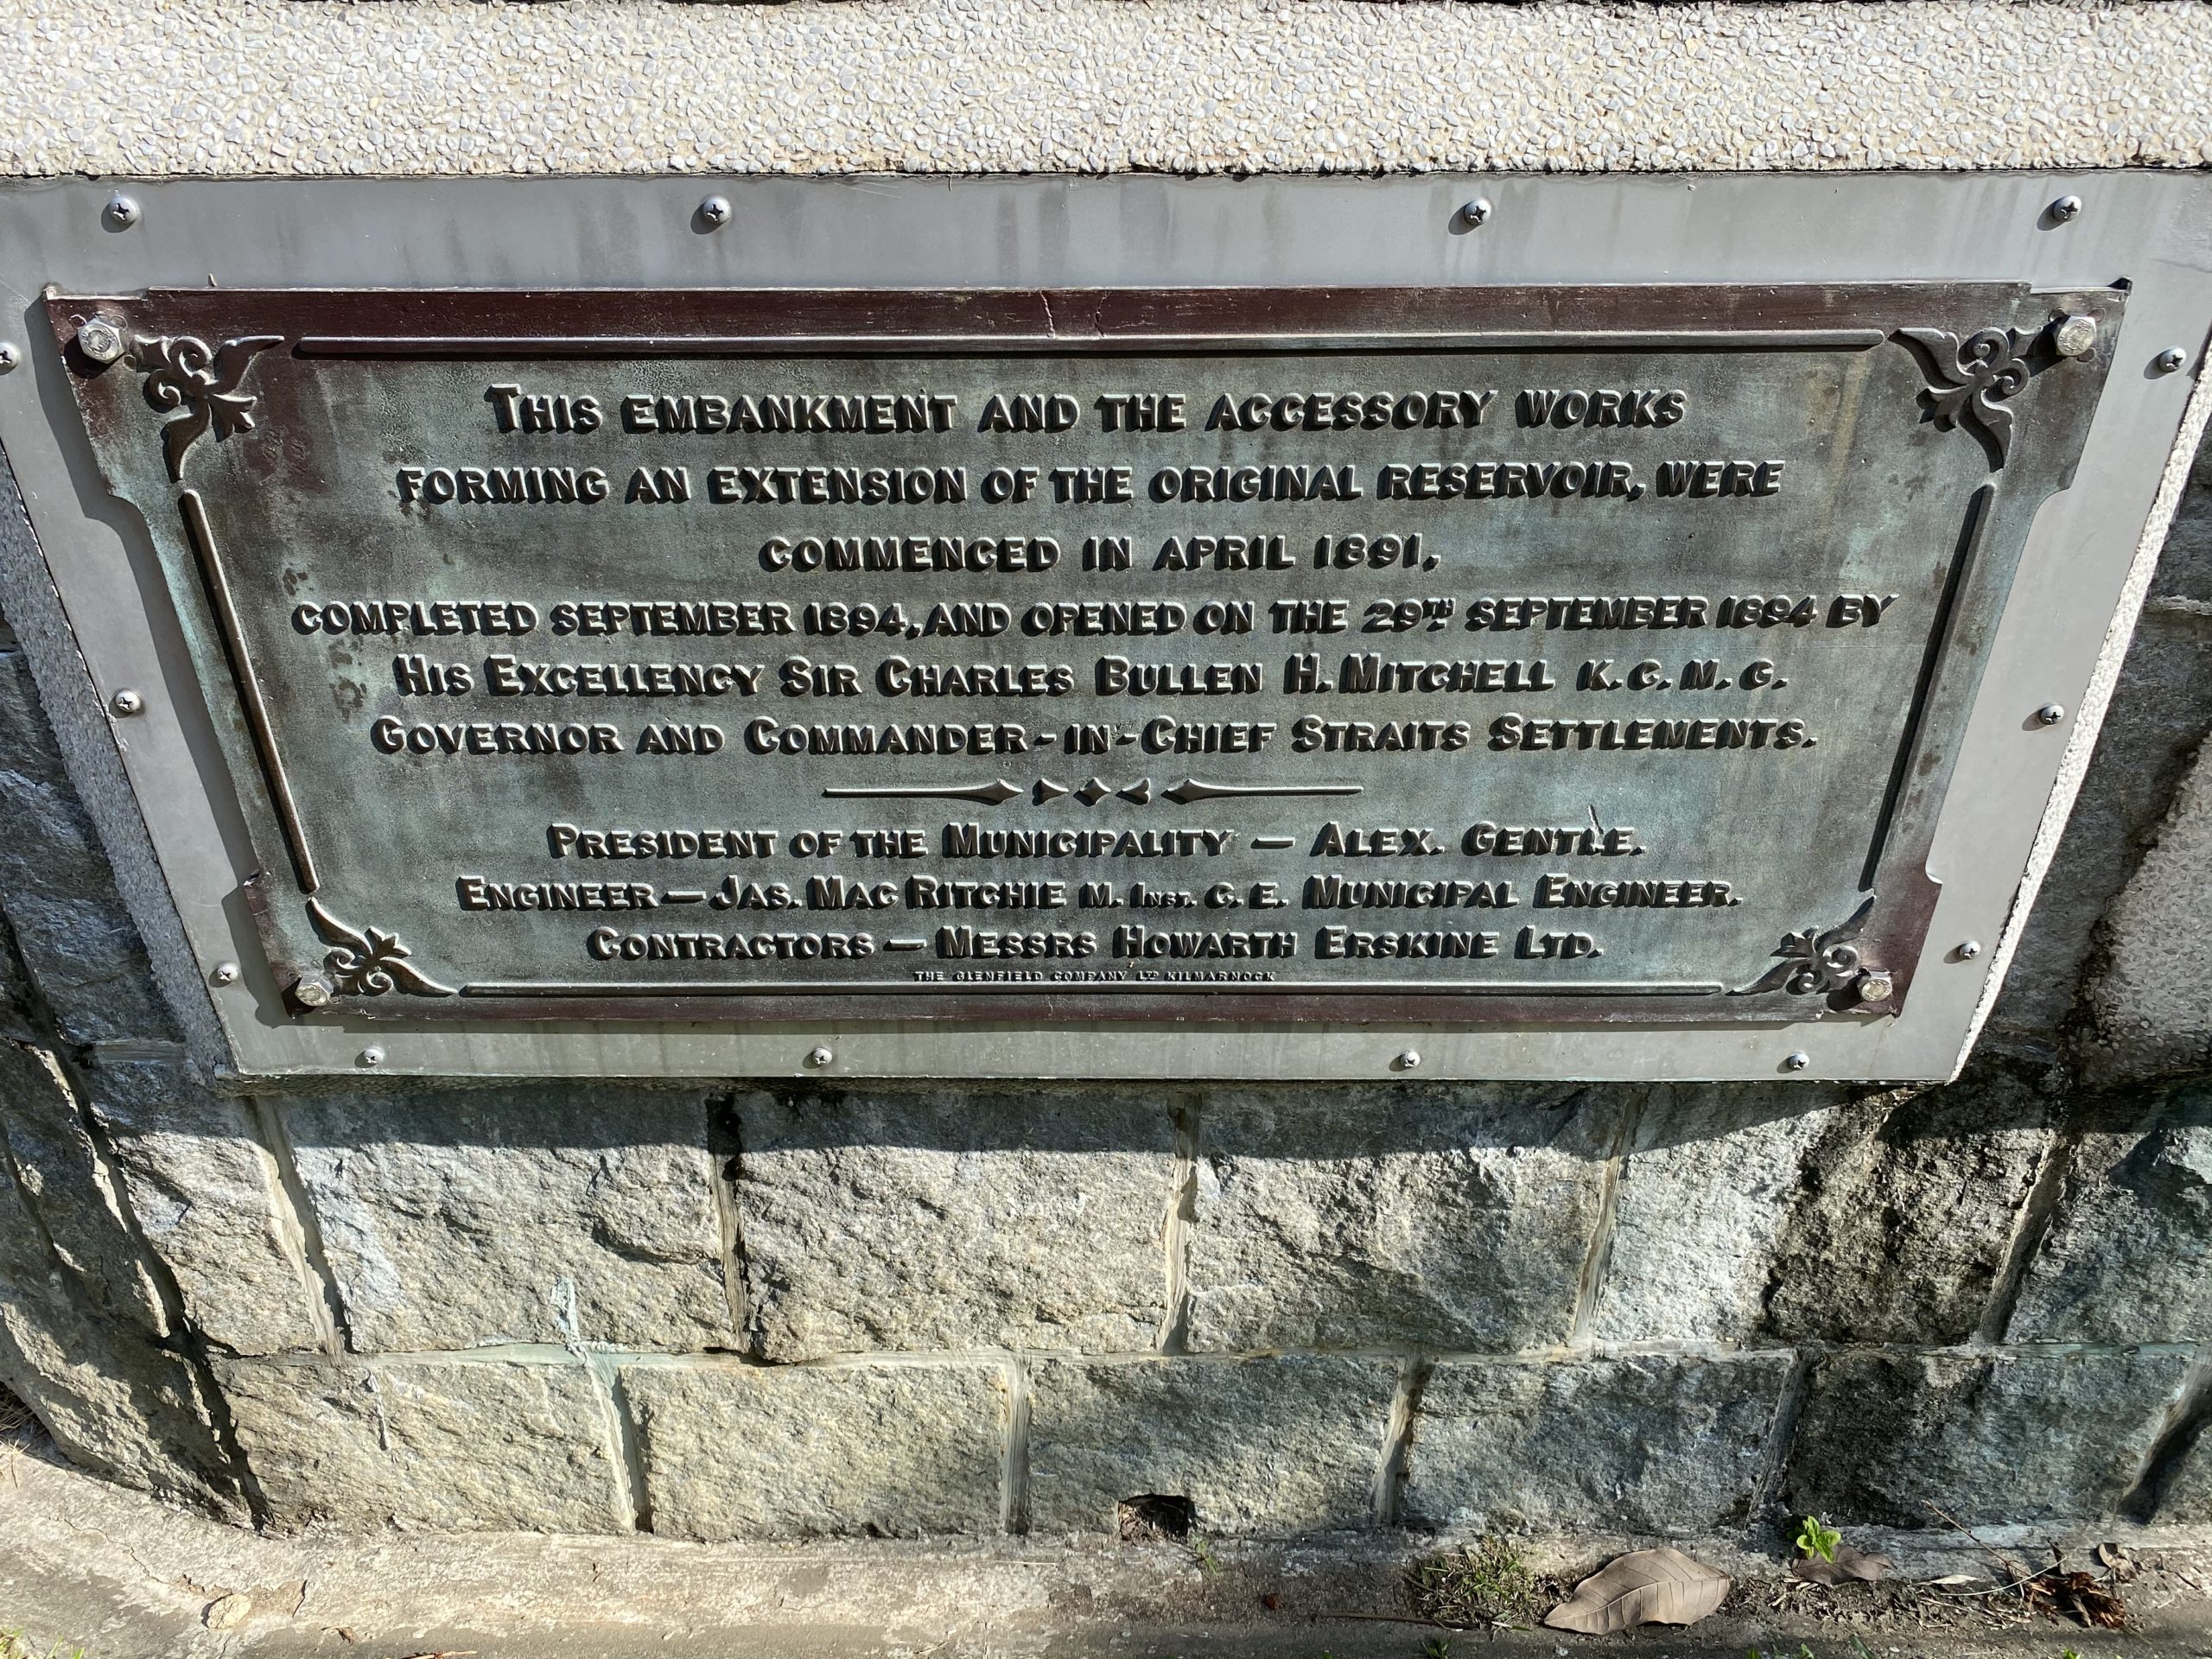 THIS EMBANKMENT AND THE ACCESSORY WORKS
FORMING AN EXTENSION OF THE ORIGINAL RESERVOIR, WERE
COMMENCED IN APRIL 1891,
COMPLETED SEPTEMBER 1894, AND OPENED ON THE 29TH SEPTEMBER 1894 BY
HIS EXCELLENCY SIR CHARLES BULLEN H. MITCHELL K.C.M.G.
GOVERNOR AND COMMANDER-IN-CHIEF STRAITS SETTLEMENTS.
PRESIDENT OF THE MUNICIPALITY — ALEX. GENTLE.
ENGINEER — JAS. MAC RITCHIE M. INST. C. E. MUNICIPAL ENGINEER.
CONTRACTORS — MESSRS HOWARTH ERSKINE LTD.
THE GLENFIELD COMPANY LTD KILMARNOCK